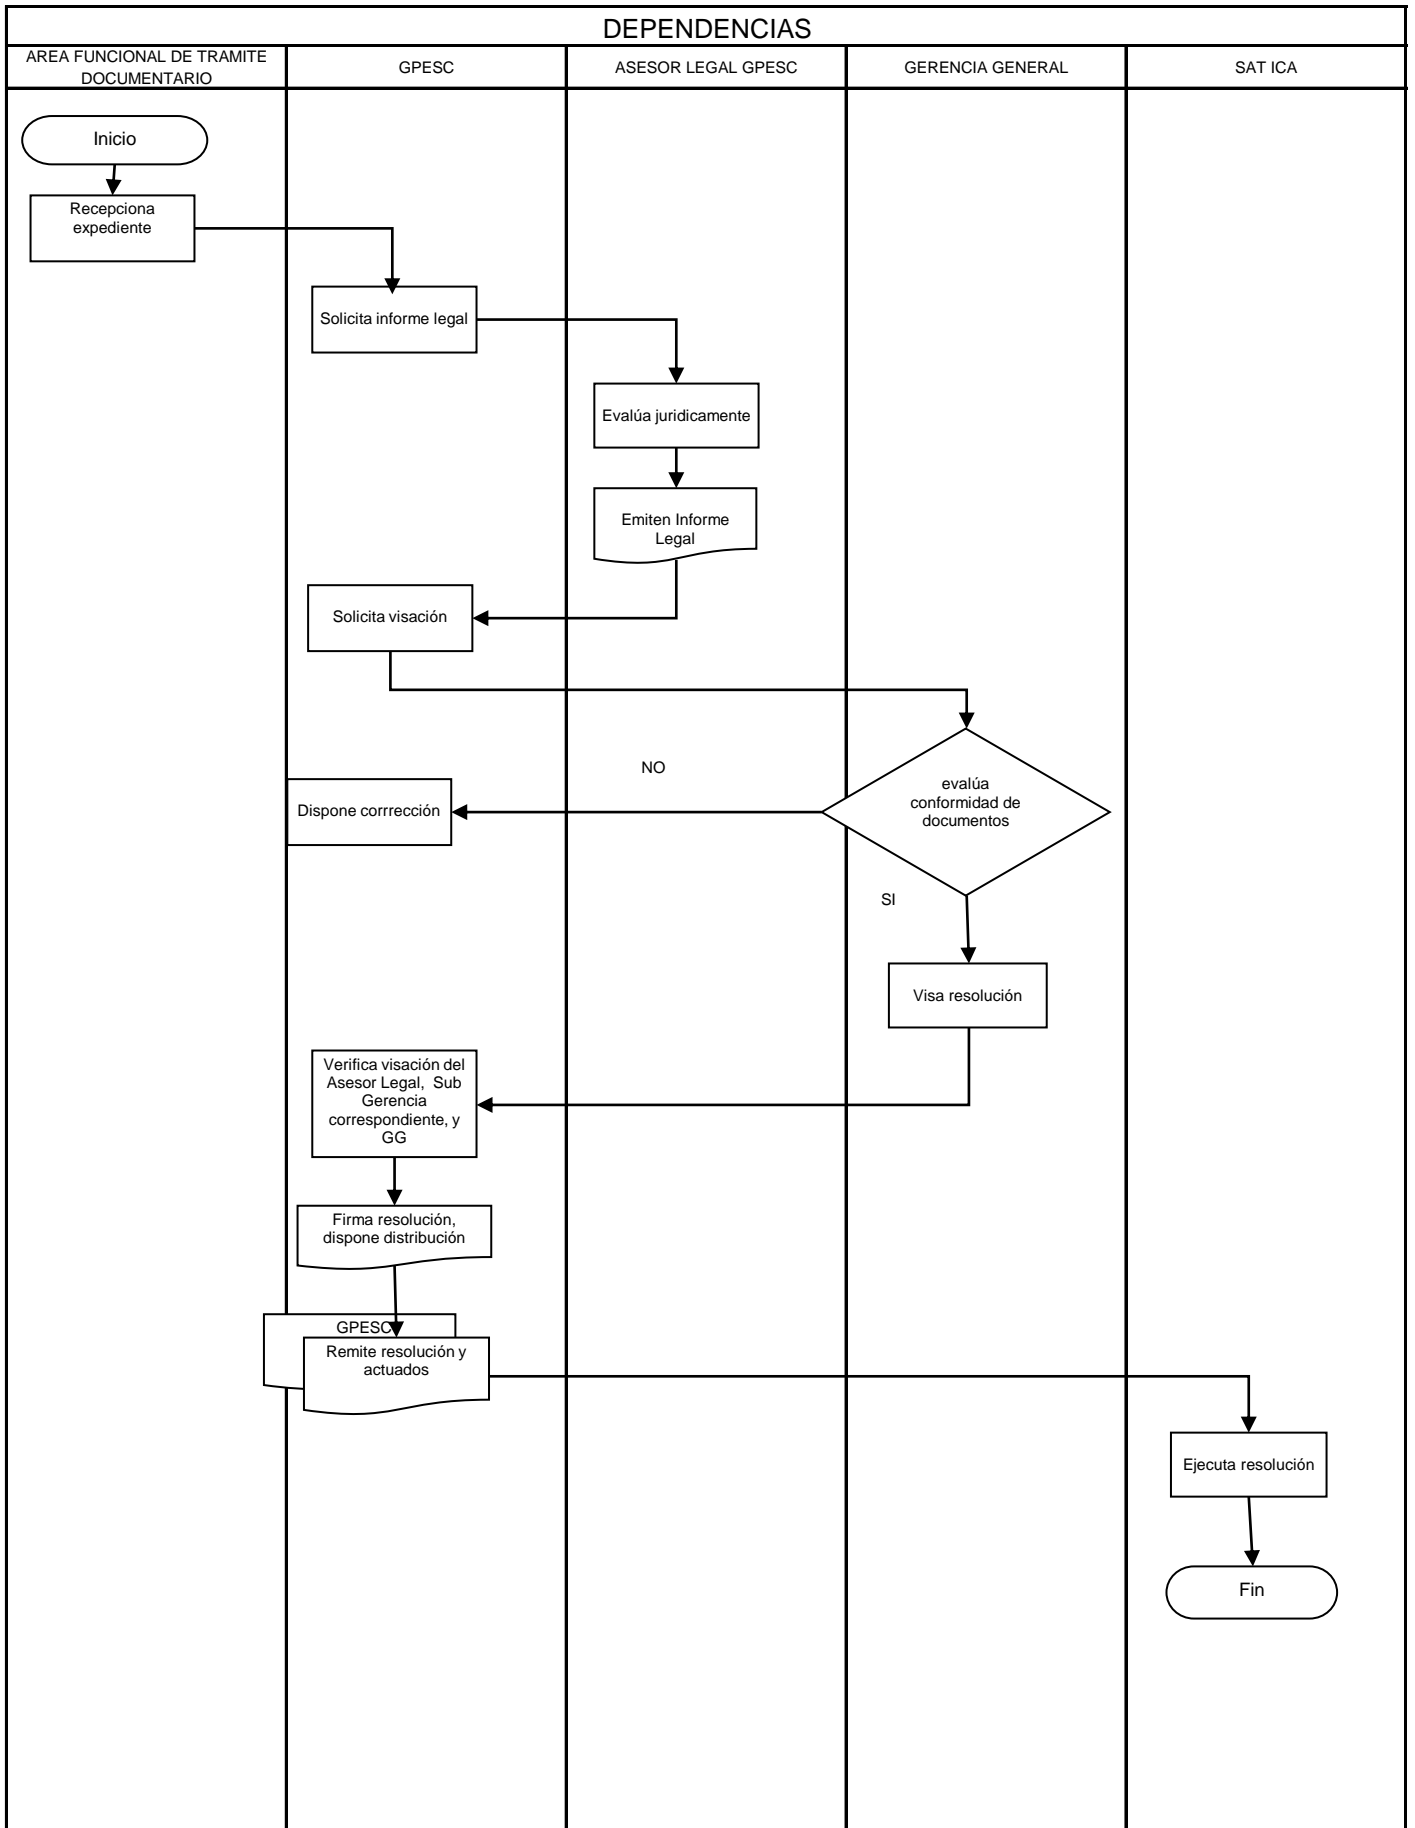 DEPENDENCIAS
AREA FUNCIONAL DE TRAMITE
DOCUMENTARIO
GPESC
ASESOR LEGAL GPESC
GERENCIA GENERAL
SAT ICA
Inicio
Recepciona
expediente
Solicita informe legal
Evalúa juridicamente
Emiten Informe
Legal
Solicita visación
evalúa
conformidad de
documentos
NO
Dispone corrrección
SI
Visa resolución
Verifica visación del
Asesor Legal,  Sub
Gerencia
correspondiente, y
GG
Firma resolución,
dispone distribución
GPESC
Remite resolución y
actuados
Ejecuta resolución
Fin